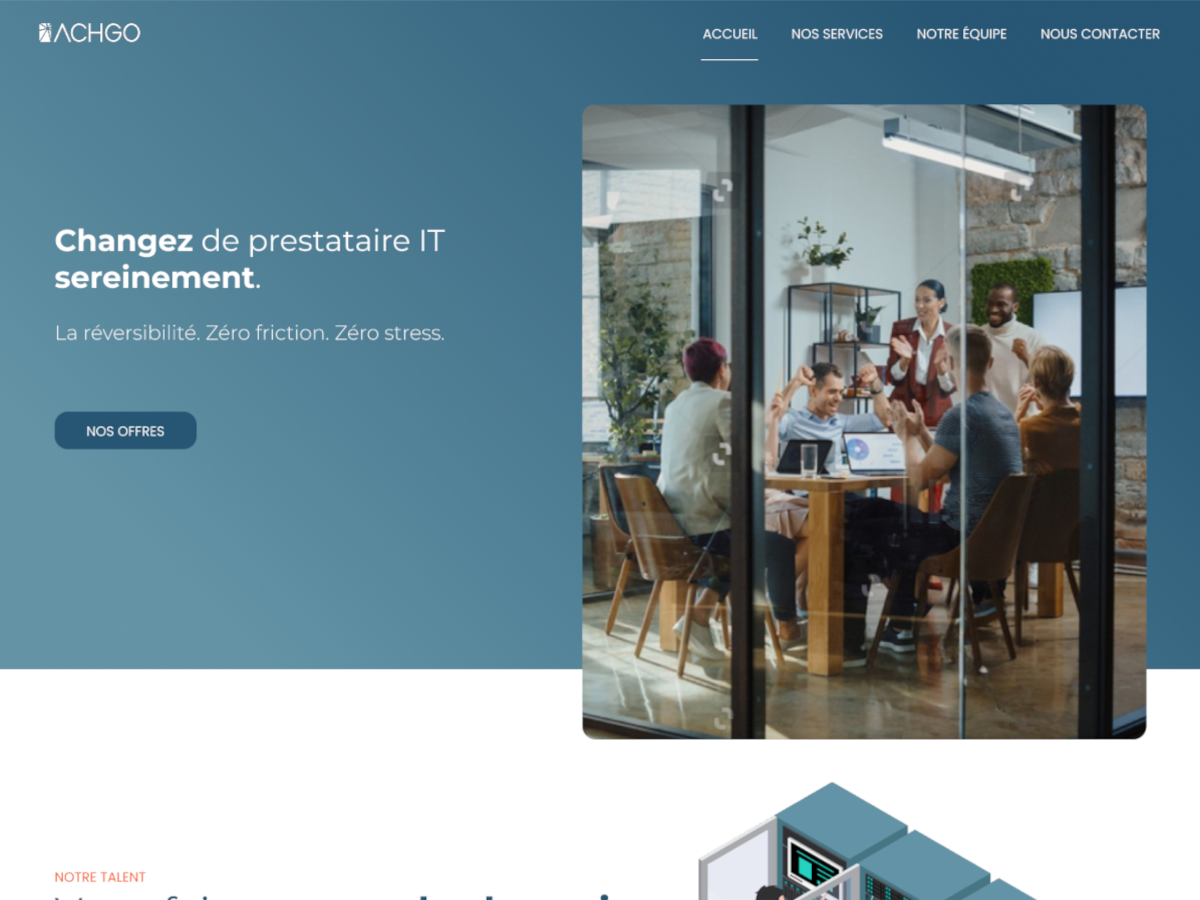 ACHGO
ACCUEIL
NOS SERVICES
NOTRE ÉQUIPE
NOUS CONTACTER
Changez de prestataire IT
sereinement.
La réversibilité. Zéro friction. Zéro stress.
NOS OFFRES
NOTRE TALENT